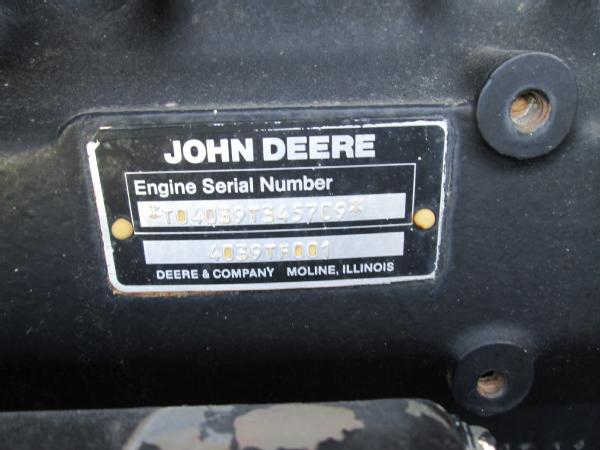 JOHN DEERE
Engine Serial Number
*T04039T345709*
4039TF001
DEERE & COMPANY MOLINE, ILLINOIS